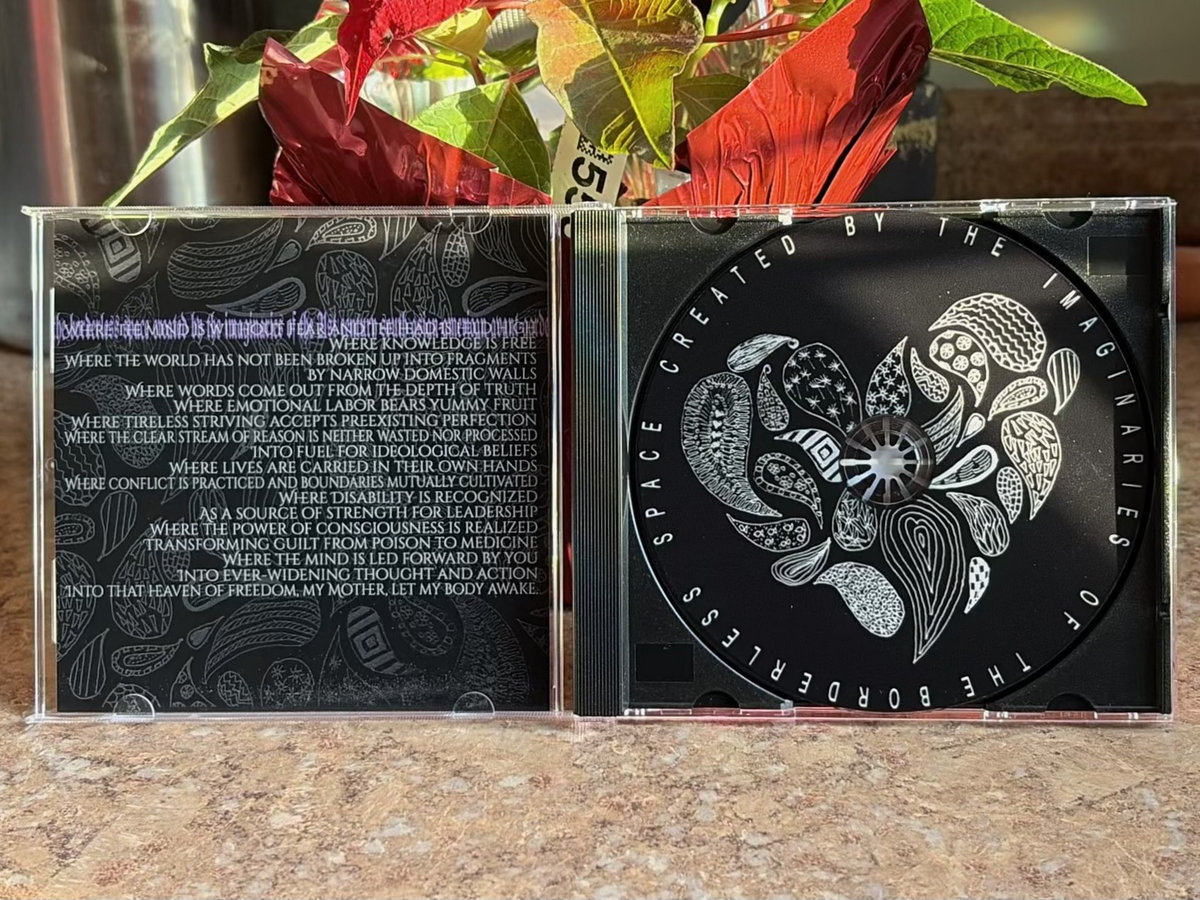 WHERE THE MIND IS WITHOUT FEAR AND THE HEAD IS HELD HIGH
WHERE KNOWLEDGE IS FREE
WHERE THE WORLD HAS NOT BEEN BROKEN UP INTO FRAGMENTS
BY NARROW DOMESTIC WALLS
WHERE WORDS COME OUT FROM THE DEPTH OF TRUTH
WHERE EMOTIONAL LABOR BEARS YUMMY FRUIT
WHERE TIRELESS STRIVING ACCEPTS PREEXISTING PERFECTION
WHERE THE CLEAR STREAM OF REASON IS NEITHER WASTED NOR PROCESSED
INTO FUEL FOR IDEOLOGICAL BELIEFS
WHERE LIVES ARE CARRIED IN THEIR OWN HANDS
WHERE CONFLICT IS PRACTICED AND BOUNDARIES MUTUALLY CULTIVATED
WHERE DISABILITY IS RECOGNIZED
AS A SOURCE OF STRENGTH FOR LEADERSHIP
WHERE THE POWER OF CONSCIOUSNESS IS REALIZED
TRANSFORMING GUILT FROM POISON TO MEDICINE
WHERE THE MIND IS LED FORWARD BY YOU
INTO EVER-WIDENING THOUGHT AND ACTION
INTO THAT HEAVEN OF FREEDOM, MY MOTHER, LET MY BODY AWAKE.
SPACE CREATED BY THE IMAGINARIES OF THE BORDERLESS